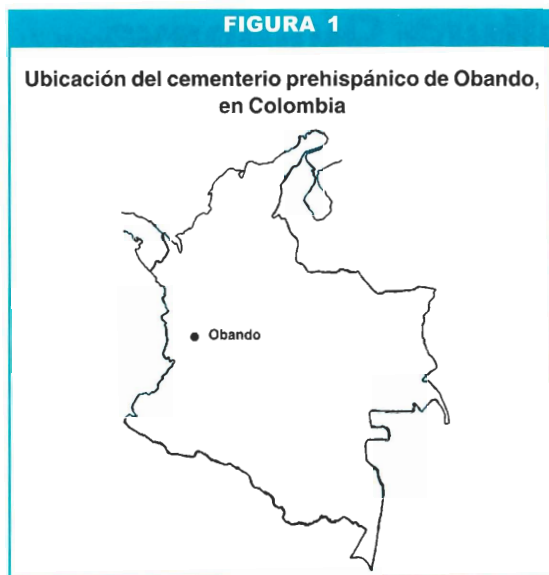 FIGURA 1
Ubicación del cementerio prehispánico de Obando,
en Colombia
Obando